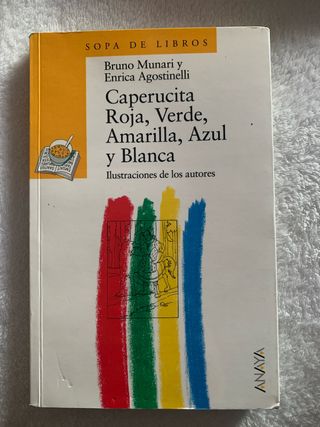 SOPA DE LIBROS
Bruno Munari y
Enrica Agostinelli
Caperucita
Roja, Verde,
Amarilla, Azul
y Blanca
Ilustraciones de los autores
ANAYA